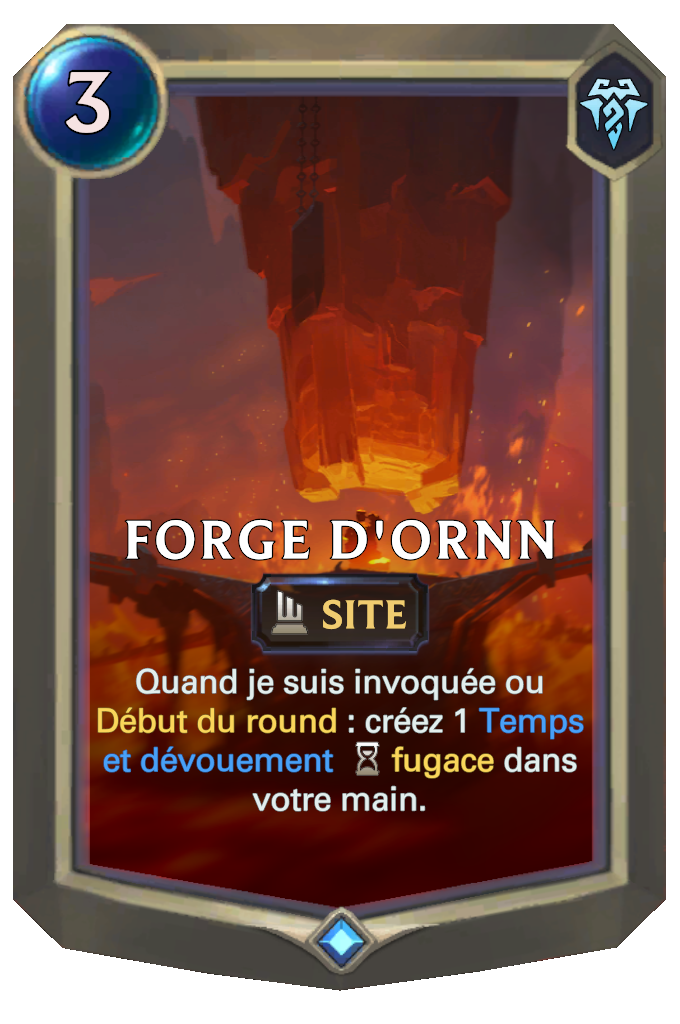 3
FORGE D'ORNN
SITE
Quand je suis invoquée ou
Début du round : créez 1 Temps
et dévouement fugace dans
votre main.